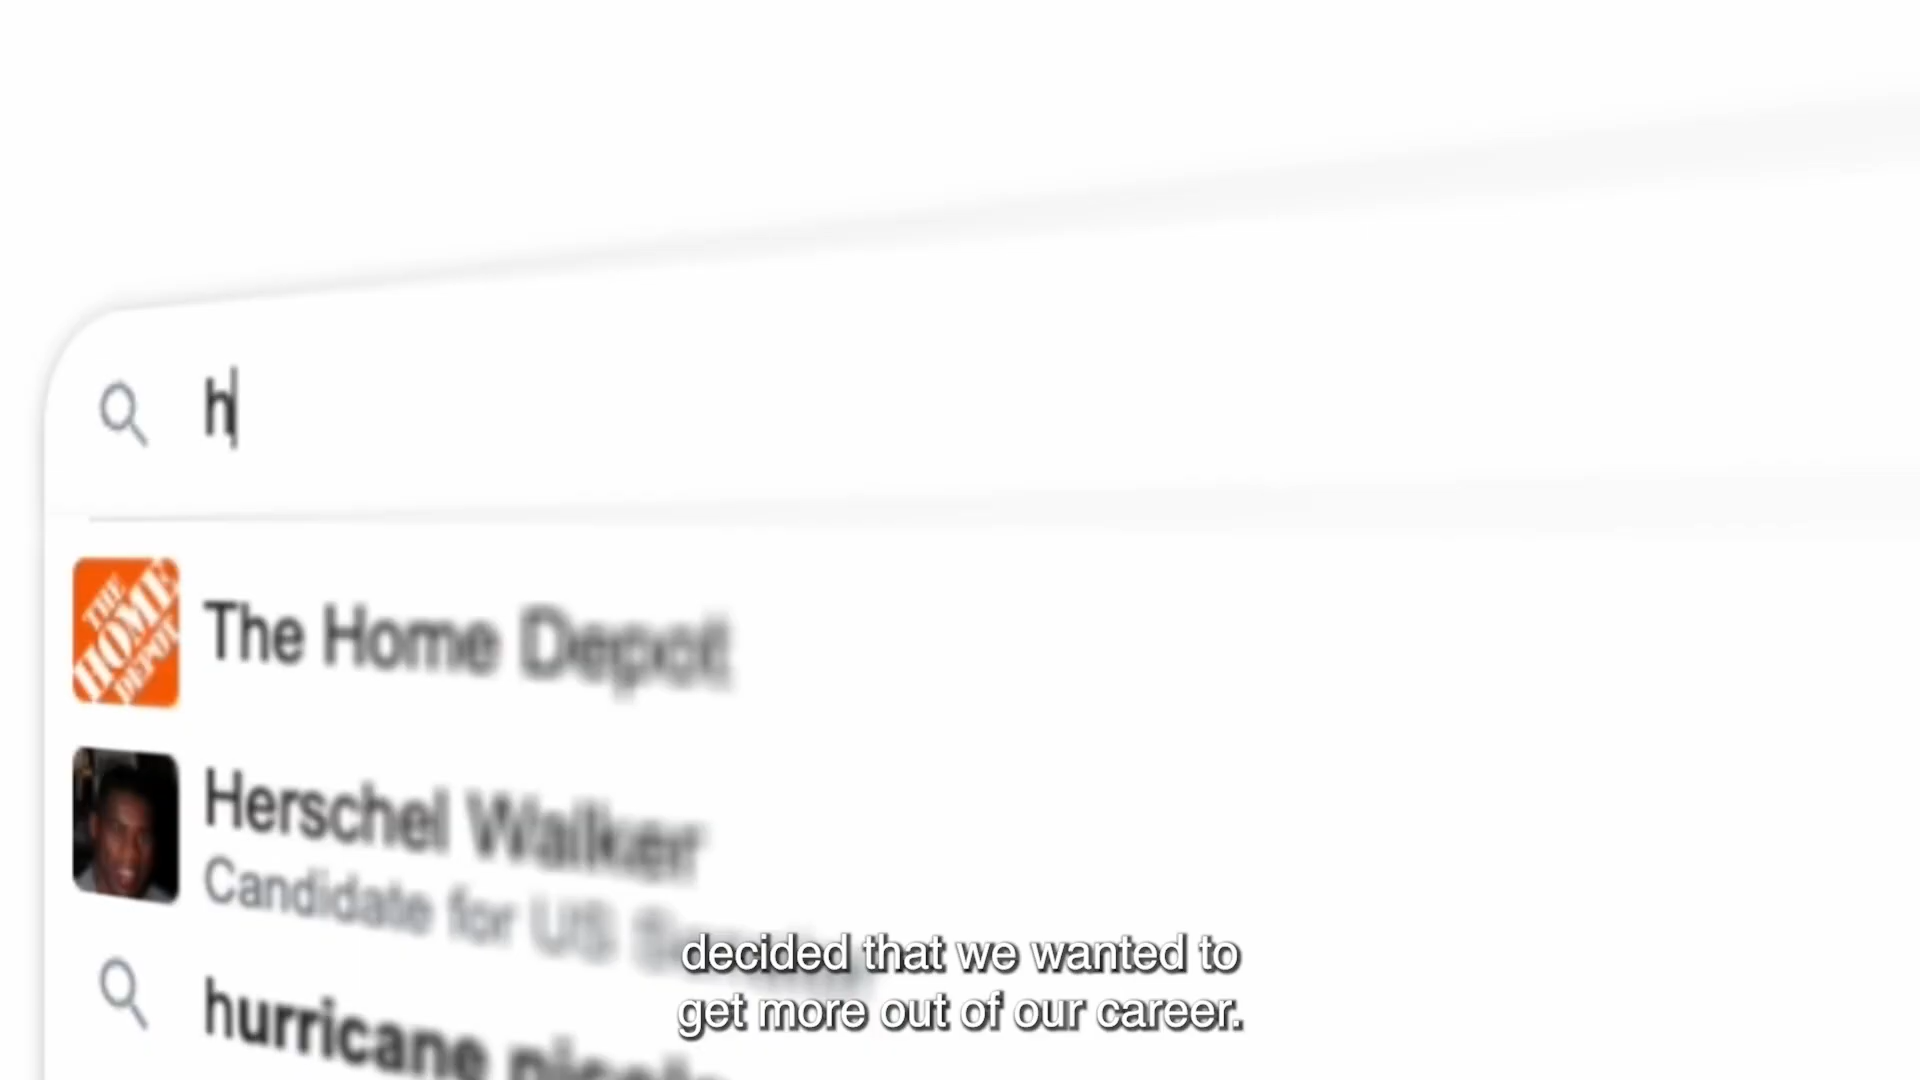 h
THE
HOME
DEPOT
The Home Depot
Herschel Walker
Candidate for US
hurricane
decided that we wanted to
get more out of our career.